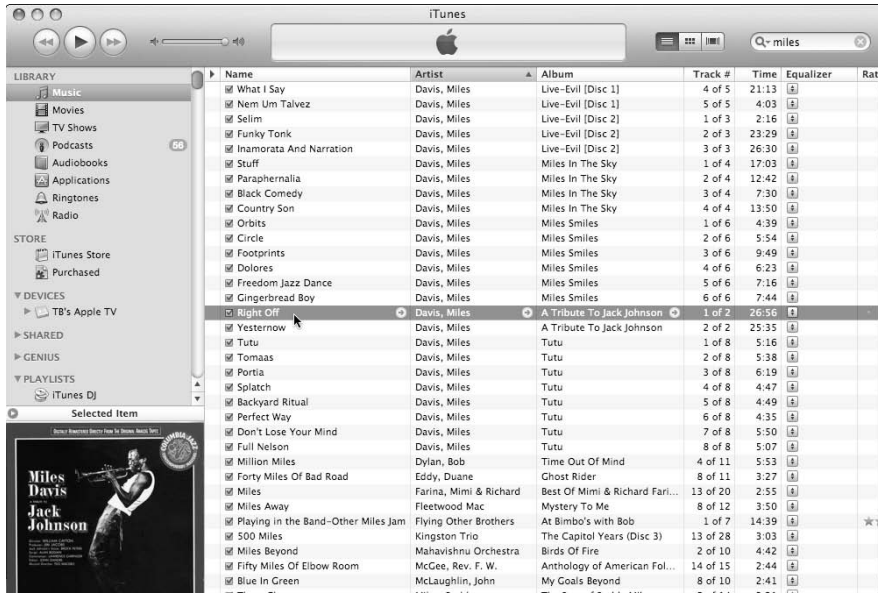 iTunes
miles
LIBRARY
Music
Movies
TV Shows
Podcasts 56
Audiobooks
Applications
Ringtones
Radio
STORE
iTunes Store
Purchased
DEVICES
TB's Apple TV
SHARED
GENIUS
PLAYLISTS
iTunes DJ
Selected Item
Miles
Davis
Jack
Johnson
Name Artist Album Track # Time Equalizer Rat
What I Say Davis, Miles Live-Evil [Disc 1] 4 of 5 21:13
Nem Um Talvez Davis, Miles Live-Evil [Disc 1] 5 of 5 4:03
Selim Davis, Miles Live-Evil [Disc 2] 1 of 3 2:16
Funky Tonk Davis, Miles Live-Evil [Disc 2] 2 of 3 23:29
Inamorata And Narration Davis, Miles Live-Evil [Disc 2] 3 of 3 26:30
Stuff Davis, Miles Miles In The Sky 1 of 4 17:03
Paraphernalia Davis, Miles Miles In The Sky 2 of 4 12:42
Black Comedy Davis, Miles Miles In The Sky 3 of 4 7:30
Country Son Davis, Miles Miles In The Sky 4 of 4 13:50
Orbits Davis, Miles Miles Smiles 1 of 6 4:39
Circle Davis, Miles Miles Smiles 2 of 6 5:54
Footprints Davis, Miles Miles Smiles 3 of 6 9:49
Dolores Davis, Miles Miles Smiles 4 of 6 6:23
Freedom Jazz Dance Davis, Miles Miles Smiles 5 of 6 7:16
Gingerbread Boy Davis, Miles Miles Smiles 6 of 6 7:44
Right Off Davis, Miles A Tribute To Jack Johnson 1 of 2 26:56
Yesternow Davis, Miles A Tribute To Jack Johnson 2 of 2 25:35
Tutu Davis, Miles Tutu 1 of 8 5:16
Tomaas Davis, Miles Tutu 2 of 8 5:38
Portia Davis, Miles Tutu 3 of 8 6:19
Splatch Davis, Miles Tutu 4 of 8 4:47
Backyard Ritual Davis, Miles Tutu 5 of 8 4:49
Perfect Way Davis, Miles Tutu 6 of 8 4:35
Don't Lose Your Mind Davis, Miles Tutu 7 of 8 5:50
Full Nelson Davis, Miles Tutu 8 of 8 5:07
Million Miles Dylan, Bob Time Out Of Mind 4 of 11 5:53
Forty Miles Of Bad Road Eddy, Duane Ghost Rider 8 of 11 3:27
Miles Farina, Mimi & Richard Best Of Mimi & Richard Fari... 13 of 20 2:55
Miles Away Fleetwood Mac Mystery To Me 8 of 12 3:50
Playing in the Band-Other Miles Jam Flying Other Brothers At Bimbo's with Bob 1 of 7 14:39
500 Miles Kingston Trio The Capitol Years (Disc 3) 13 of 28 3:03
Miles Beyond Mahavishnu Orchestra Birds Of Fire 2 of 10 4:42
Fifty Miles Of Elbow Room McGee, Rev. F. W. Anthology of American Fol... 14 of 15 2:44
Blue In Green McLaughlin, John My Goals Beyond 8 of 10 2:41